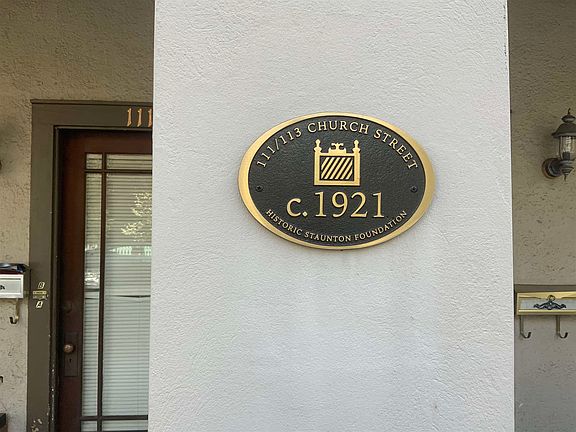 111
111/113 CHURCH STREET
c. 1921
HISTORIC STAUNTON FOUNDATION
B
A